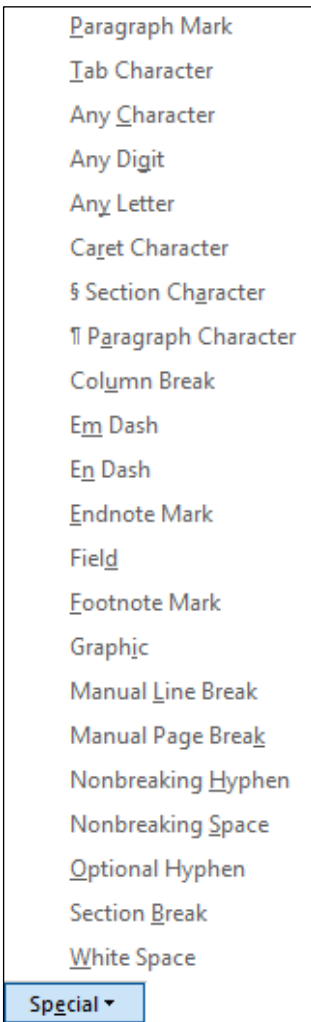 Paragraph Mark
Tab Character
Any Character
Any Digit
Any Letter
Caret Character
§ Section Character
¶ Paragraph Character
Column Break
Em Dash
En Dash
Endnote Mark
Field
Footnote Mark
Graphic
Manual Line Break
Manual Page Break
Nonbreaking Hyphen
Nonbreaking Space
Optional Hyphen
Section Break
White Space
Special ▾